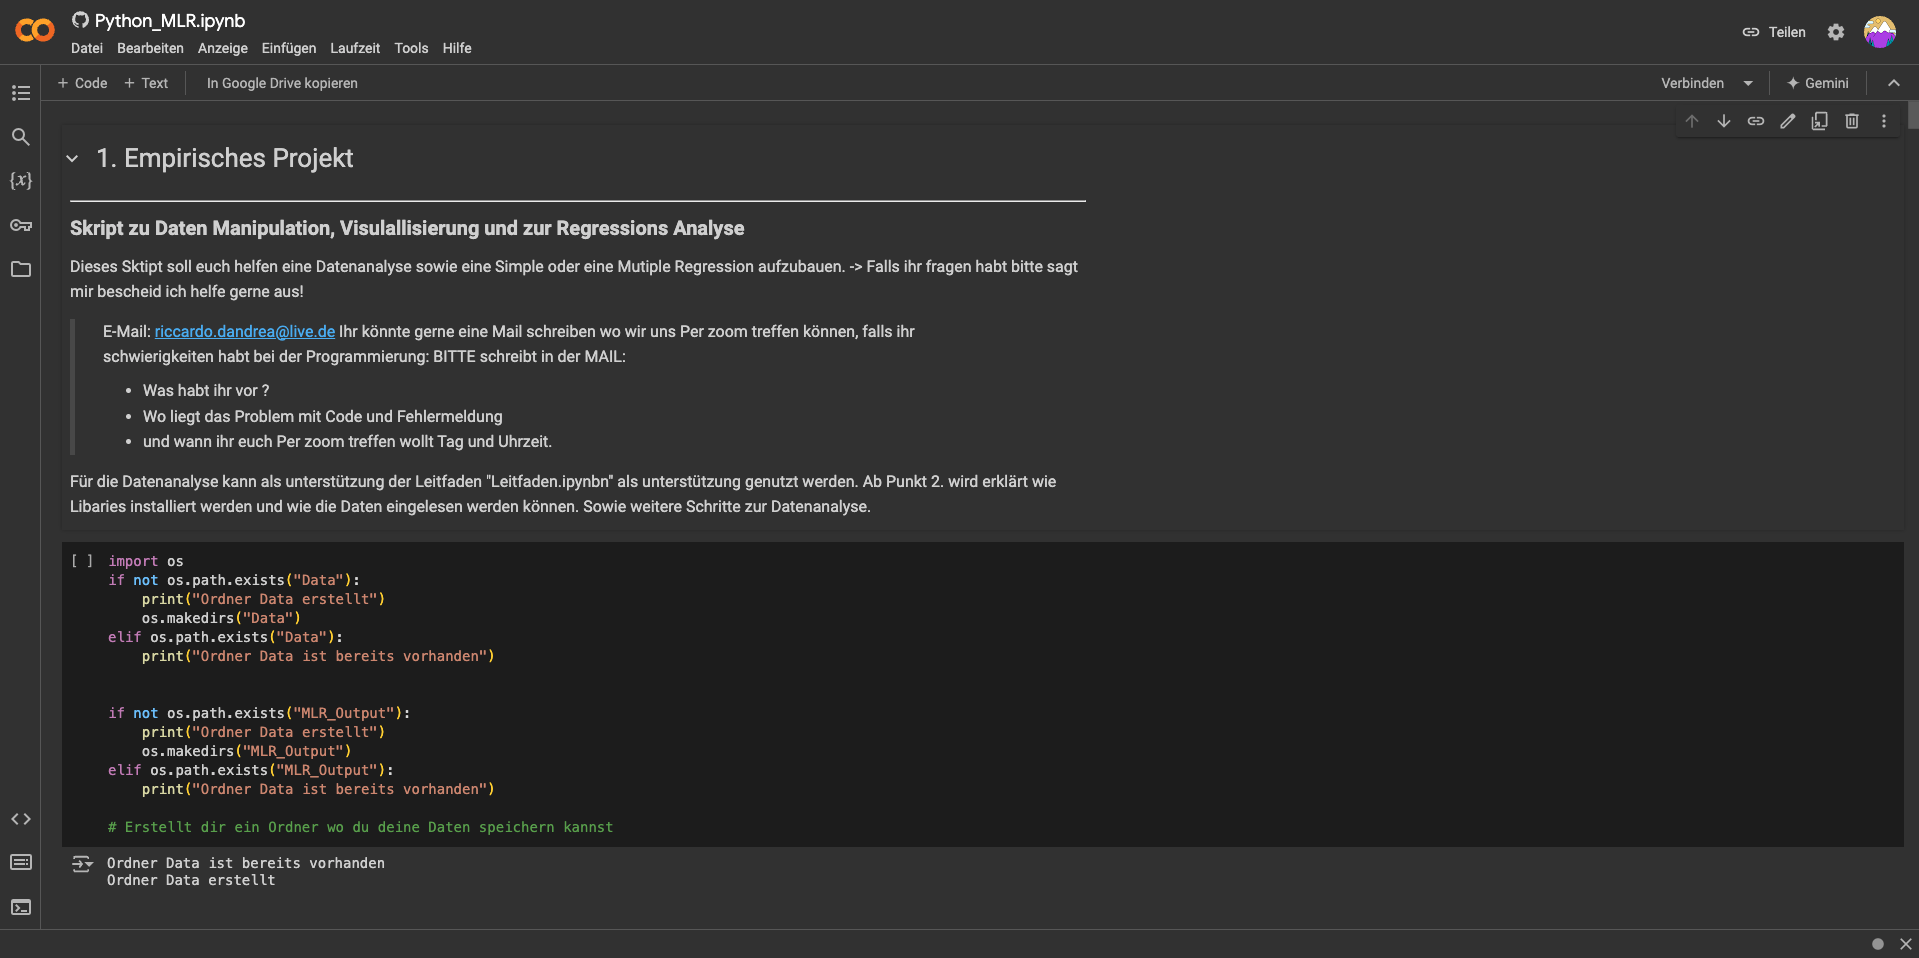 Python_MLR.ipynb
Datei Bearbeiten Anzeige Einfügen Laufzeit Tools Hilfe
Teilen
+ Code + Text In Google Drive kopieren
Verbinden Gemini
1. Empirisches Projekt
Skript zu Daten Manipulation, Visulallisierung und zur Regressions Analyse
Dieses Sktipt soll euch helfen eine Datenanalyse sowie eine Simple oder eine Mutiple Regression aufzubauen. -> Falls ihr fragen habt bitte sagt
mir bescheid ich helfe gerne aus!
E-Mail: riccardo.dandrea@live.de Ihr könnte gerne eine Mail schreiben wo wir uns Per zoom treffen können, falls ihr
schwierigkeiten habt bei der Programmierung: BITTE schreibt in der MAIL:
• Was habt ihr vor ?
• Wo liegt das Problem mit Code und Fehlermeldung
• und wann ihr euch Per zoom treffen wollt Tag und Uhrzeit.
Für die Datenanalyse kann als unterstützung der Leitfaden "Leitfaden.ipynbn" als unterstützung genutzt werden. Ab Punkt 2. wird erklärt wie
Libaries installiert werden und wie die Daten eingelesen werden können. Sowie weitere Schritte zur Datenanalyse.
[ ] import os
if not os.path.exists("Data"):
    print("Ordner Data erstellt")
    os.makedirs("Data")
elif os.path.exists("Data"):
    print("Ordner Data ist bereits vorhanden")
if not os.path.exists("MLR_Output"):
    print("Ordner Data erstellt")
    os.makedirs("MLR_Output")
elif os.path.exists("MLR_Output"):
    print("Ordner Data ist bereits vorhanden")
# Erstellt dir ein Ordner wo du deine Daten speichern kannst
Ordner Data ist bereits vorhanden
Ordner Data erstellt